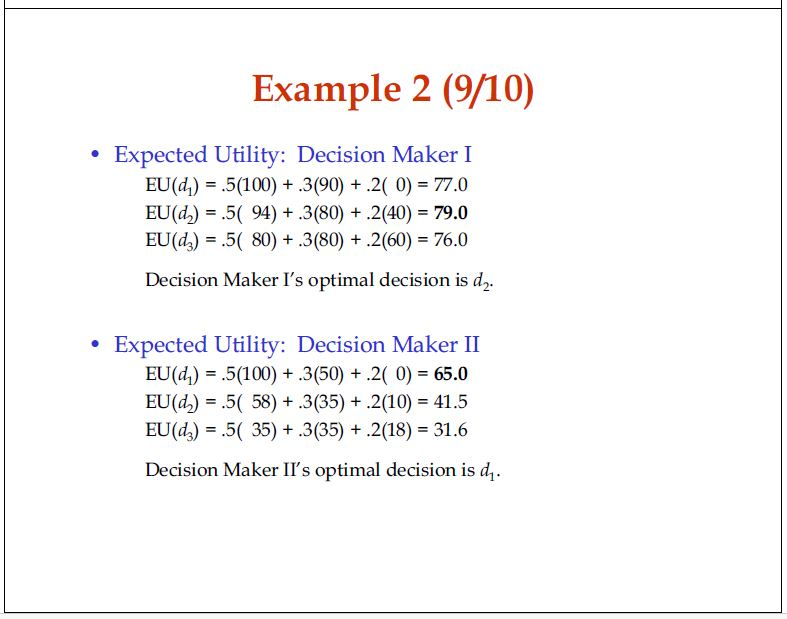 Example 2 (9/10)
• Expected Utility: Decision Maker I
EU(d₁) = .5(100) + .3(90) + .2( 0) = 77.0
EU(d₂) = .5( 94) + .3(80) + .2(40) = 79.0
EU(d₃) = .5( 80) + .3(80) + .2(60) = 76.0
Decision Maker I’s optimal decision is d₂.
• Expected Utility: Decision Maker II
EU(d₁) = .5(100) + .3(50) + .2( 0) = 65.0
EU(d₂) = .5( 58) + .3(35) + .2(10) = 41.5
EU(d₃) = .5( 35) + .3(35) + .2(18) = 31.6
Decision Maker II’s optimal decision is d₁.